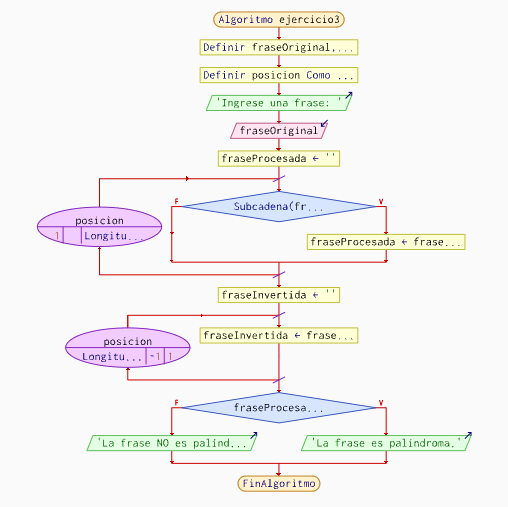 Algoritmo ejercicio3
Definir fraseOriginal,...
Definir posicion Como ...
'Ingrese una frase: '
fraseOriginal
fraseProcesada ← ''
posicion
1 Longitu...
F
Subcadena(fr...
V
fraseProcesada ← frase...
fraseInvertida ← ''
fraseInvertida ← frase...
posicion
Longitu... -1 1
F
fraseProcesa...
V
'La frase NO es palind...
'La frase es palindroma.'
FinAlgoritmo